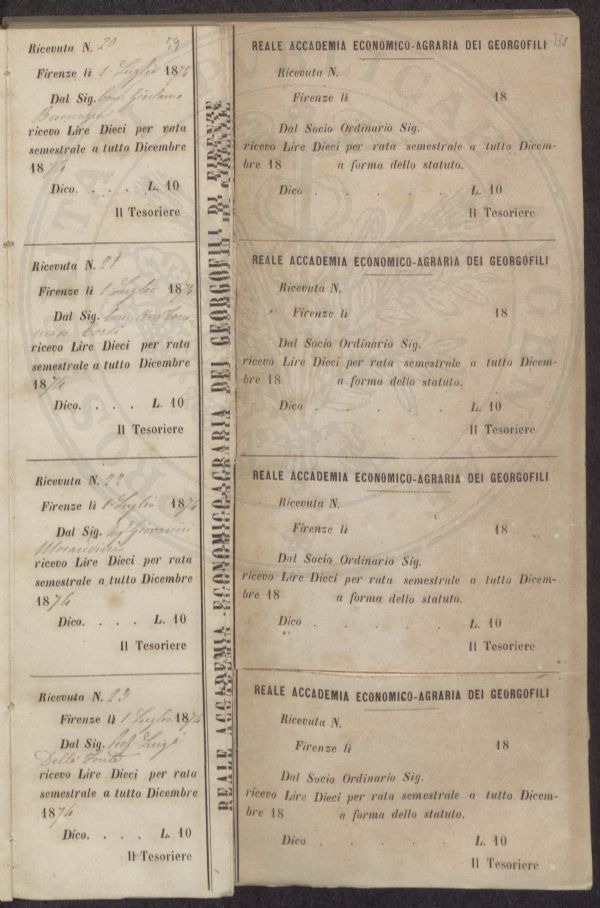 Ricevuta N. 20 59
Firenze li 1 Luglio 1874
Dal Sig. Giustino
ricevo Lire Dieci per rata
semestrale a tutto Dicembre
1874
Dico. . . . L. 10
Il Tesoriere
Ricevuta N. 21
Firenze li 1 Luglio 1874
Dal Sig.
ricevo Lire Dieci per rata
semestrale a tutto Dicembre
1874
Dico. . . . L. 10
Il Tesoriere
Ricevuta N. 22
Firenze li 1 Luglio 1874
Dal Sig. Giovanni
Morandini
ricevo Lire Dieci per rata
semestrale a tutto Dicembre
1874
Dico. . . . L. 10
Il Tesoriere
Ricevuta N. 23
Firenze li 1 Luglio 1874
Dal Sig. Prof. Luigi
Della Fonte
ricevo Lire Dieci per rata
semestrale a tutto Dicembre
1874
Dico. . . . L. 10
Il Tesoriere
REALE ACCADEMIA ECONOMICO-AGRARIA DEI GEORGOFILI DI FIRENZE
REALE ACCADEMIA ECONOMICO-AGRARIA DEI GEORGOFILI
Ricevuta N.
Firenze li 18
Dal Socio Ordinario Sig.
ricevo Lire Dieci per rata semestrale a tutto Dicem-
bre 18 a forma dello statuto.
Dico . . . . L. 10
Il Tesoriere
REALE ACCADEMIA ECONOMICO-AGRARIA DEI GEORGOFILI
Ricevuta N.
Firenze li 18
Dal Socio Ordinario Sig.
ricevo Lire Dieci per rata semestrale a tutto Dicem-
bre 18 a forma dello statuto.
Dico . . . . L. 10
Il Tesoriere
REALE ACCADEMIA ECONOMICO-AGRARIA DEI GEORGOFILI
Ricevuta N.
Firenze li 18
Dal Socio Ordinario Sig.
ricevo Lire Dieci per rata semestrale a tutto Dicem-
bre 18 a forma dello statuto.
Dico . . . . L. 10
Il Tesoriere
REALE ACCADEMIA ECONOMICO-AGRARIA DEI GEORGOFILI
Ricevuta N.
Firenze li 18
Dal Socio Ordinario Sig.
ricevo Lire Dieci per rata semestrale a tutto Dicem-
bre 18 a forma dello statuto.
Dico . . . . L. 10
Il Tesoriere